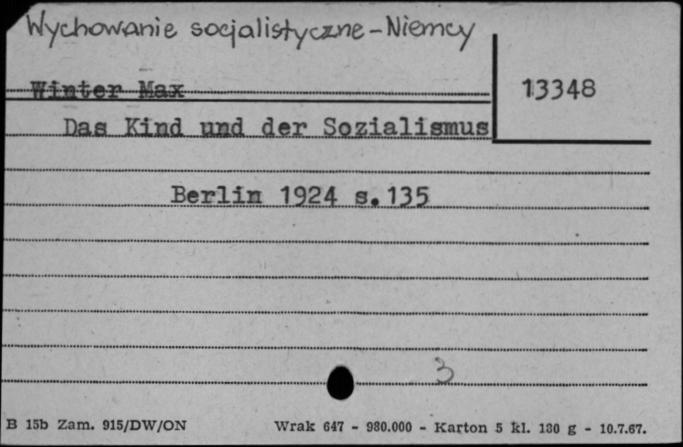 Wychowanie socjalistyczne - Niemcy
Winter Max
13348
Das Kind und der Sozialismus
Berlin 1924 s.135
3
B 15b Zam. 915/DW/ON
Wrak 647 - 980.000 - Karton 5 kl. 180 g - 10.7.67.